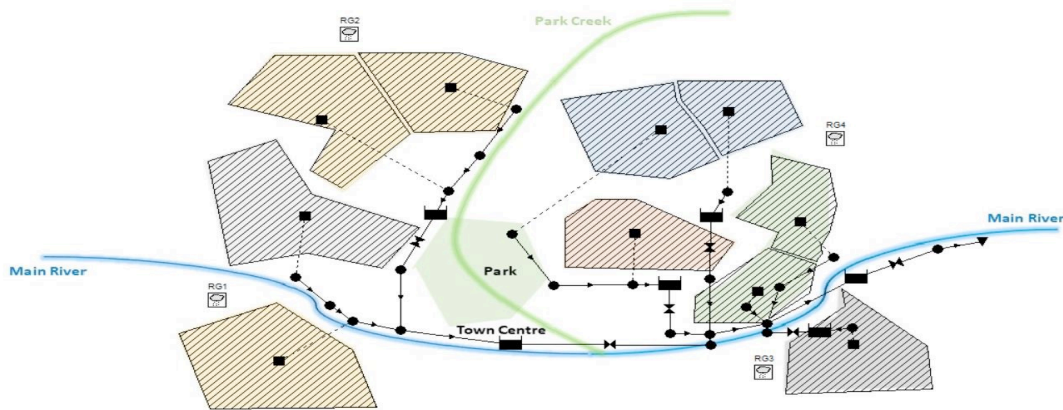 RG2
Park Creek
RG4
Main River
Main River
Park
RG1
Town Centre
RG3